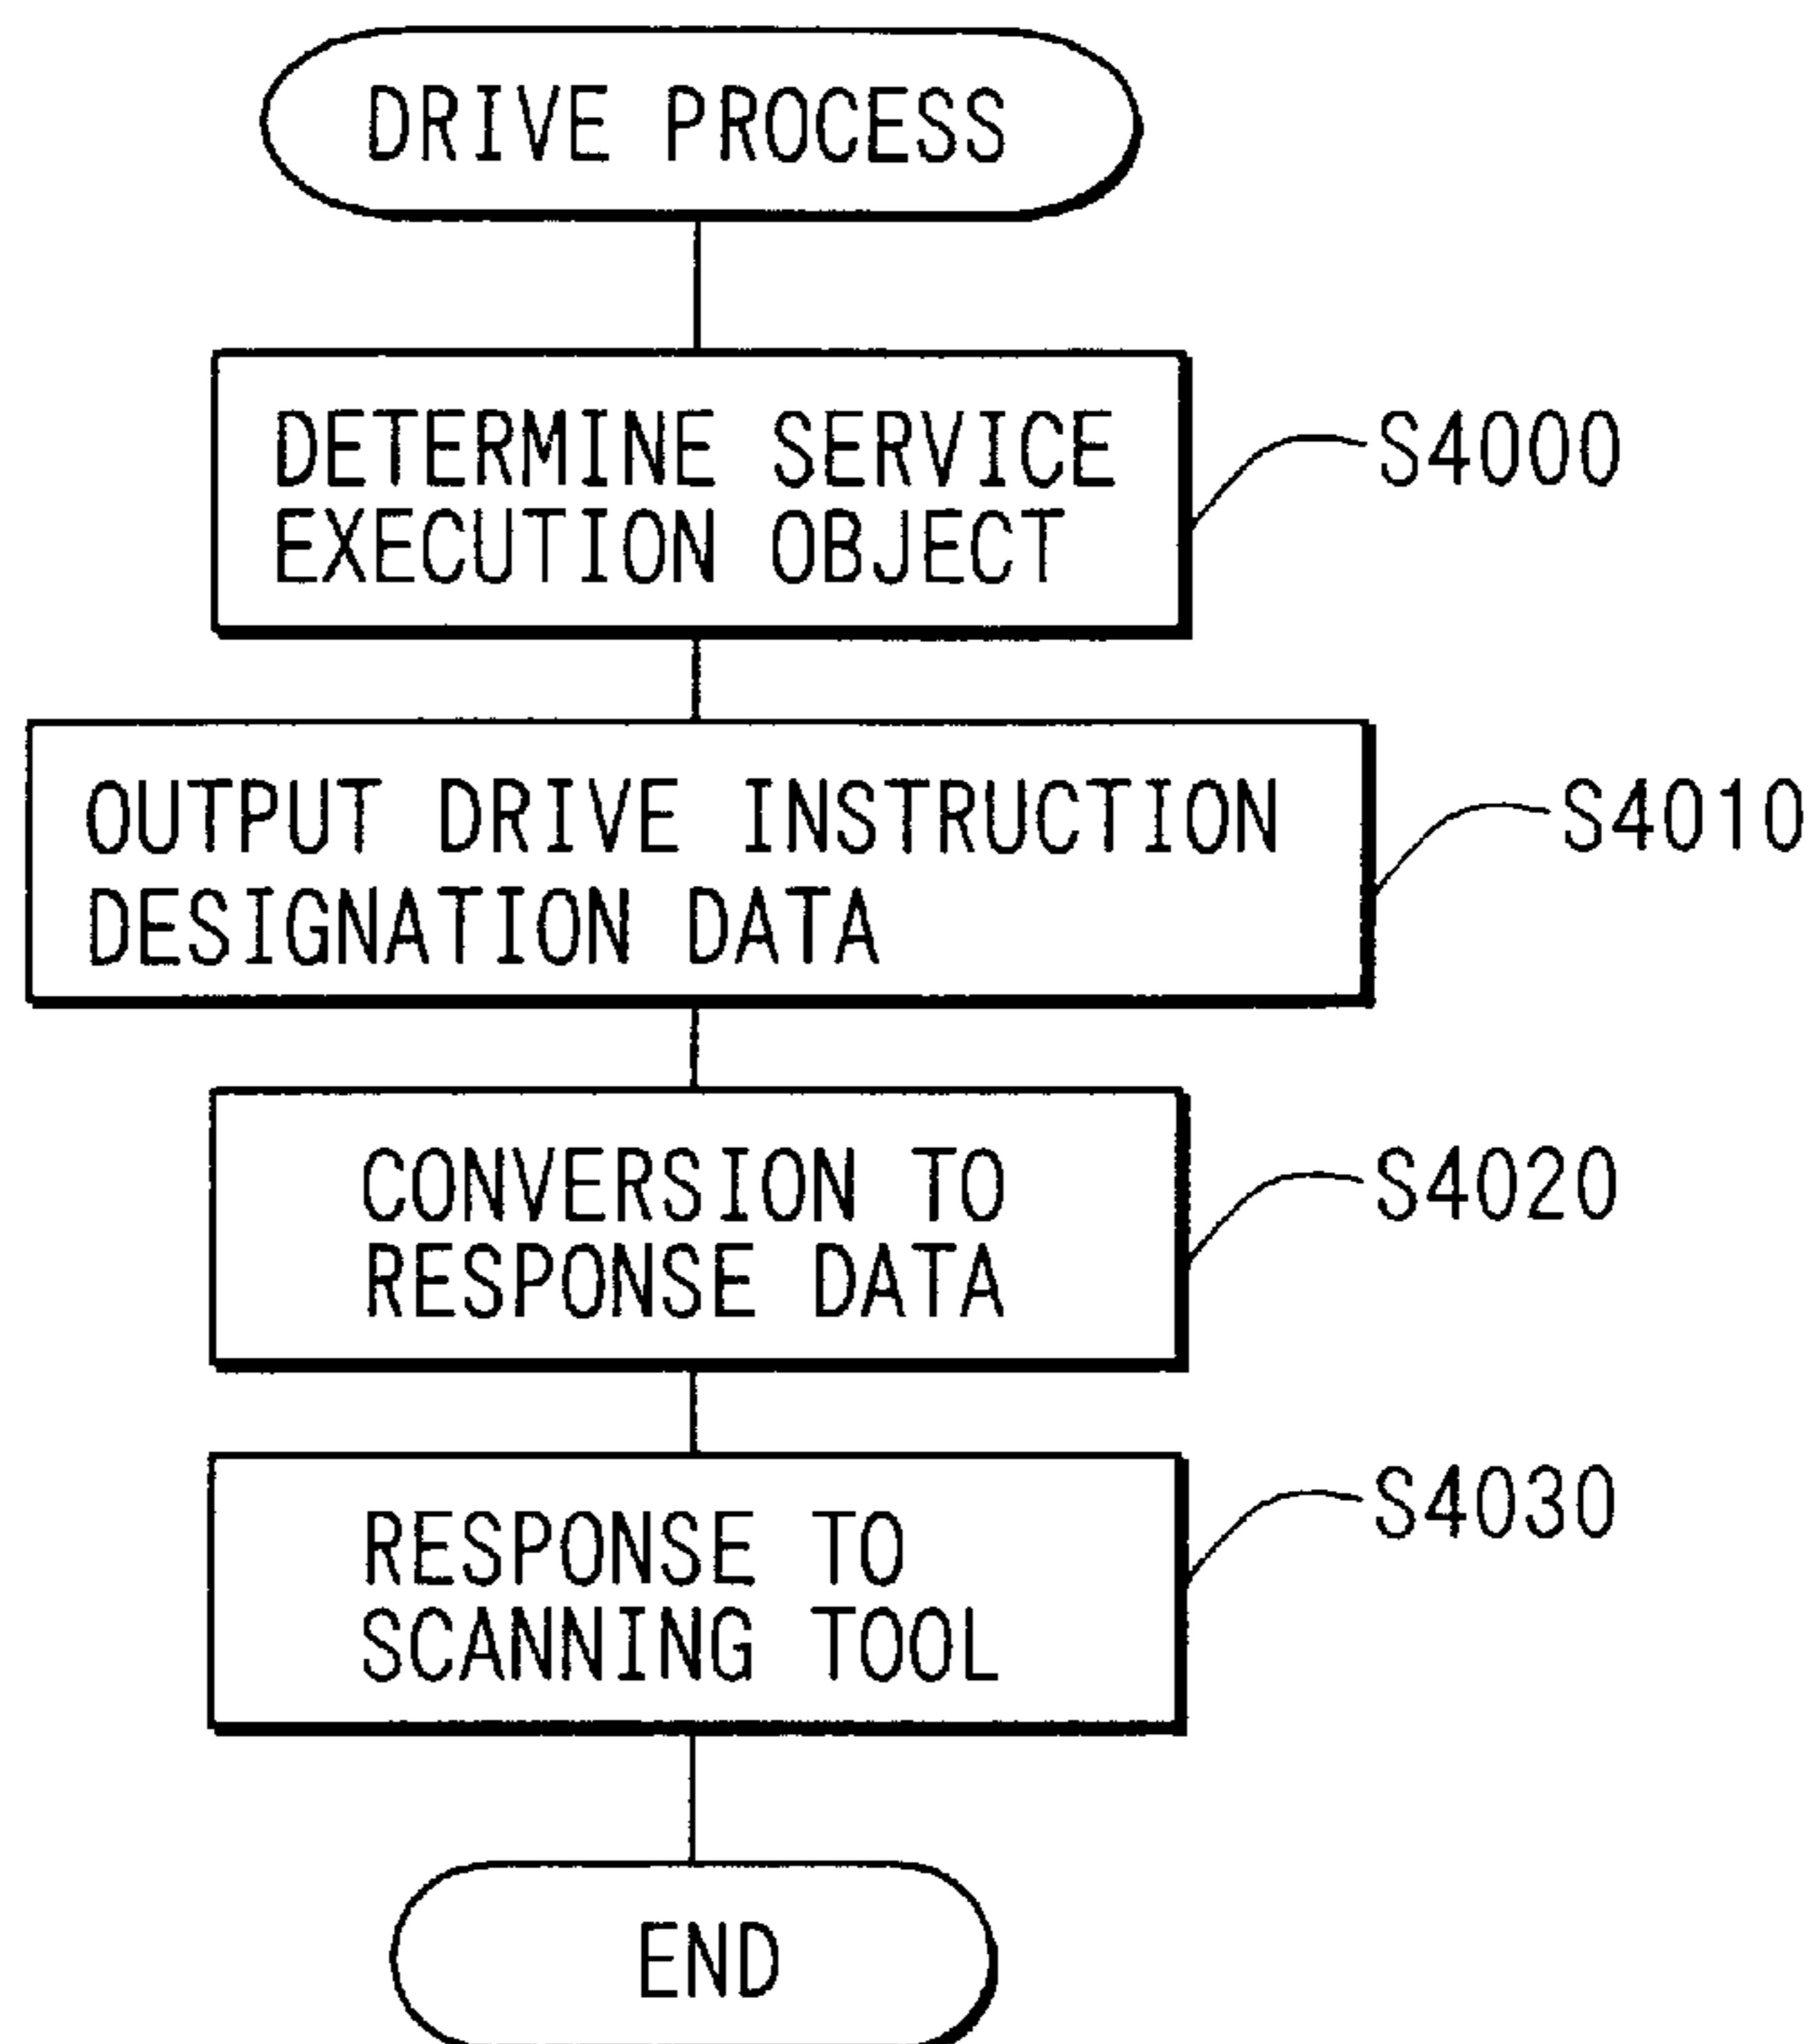 DRIVE PROCESS
DETERMINE SERVICE
EXECUTION OBJECT
S4000
OUTPUT DRIVE INSTRUCTION
DESIGNATION DATA
S4010
CONVERSION TO
RESPONSE DATA
S4020
RESPONSE TO
SCANNING TOOL
S4030
END